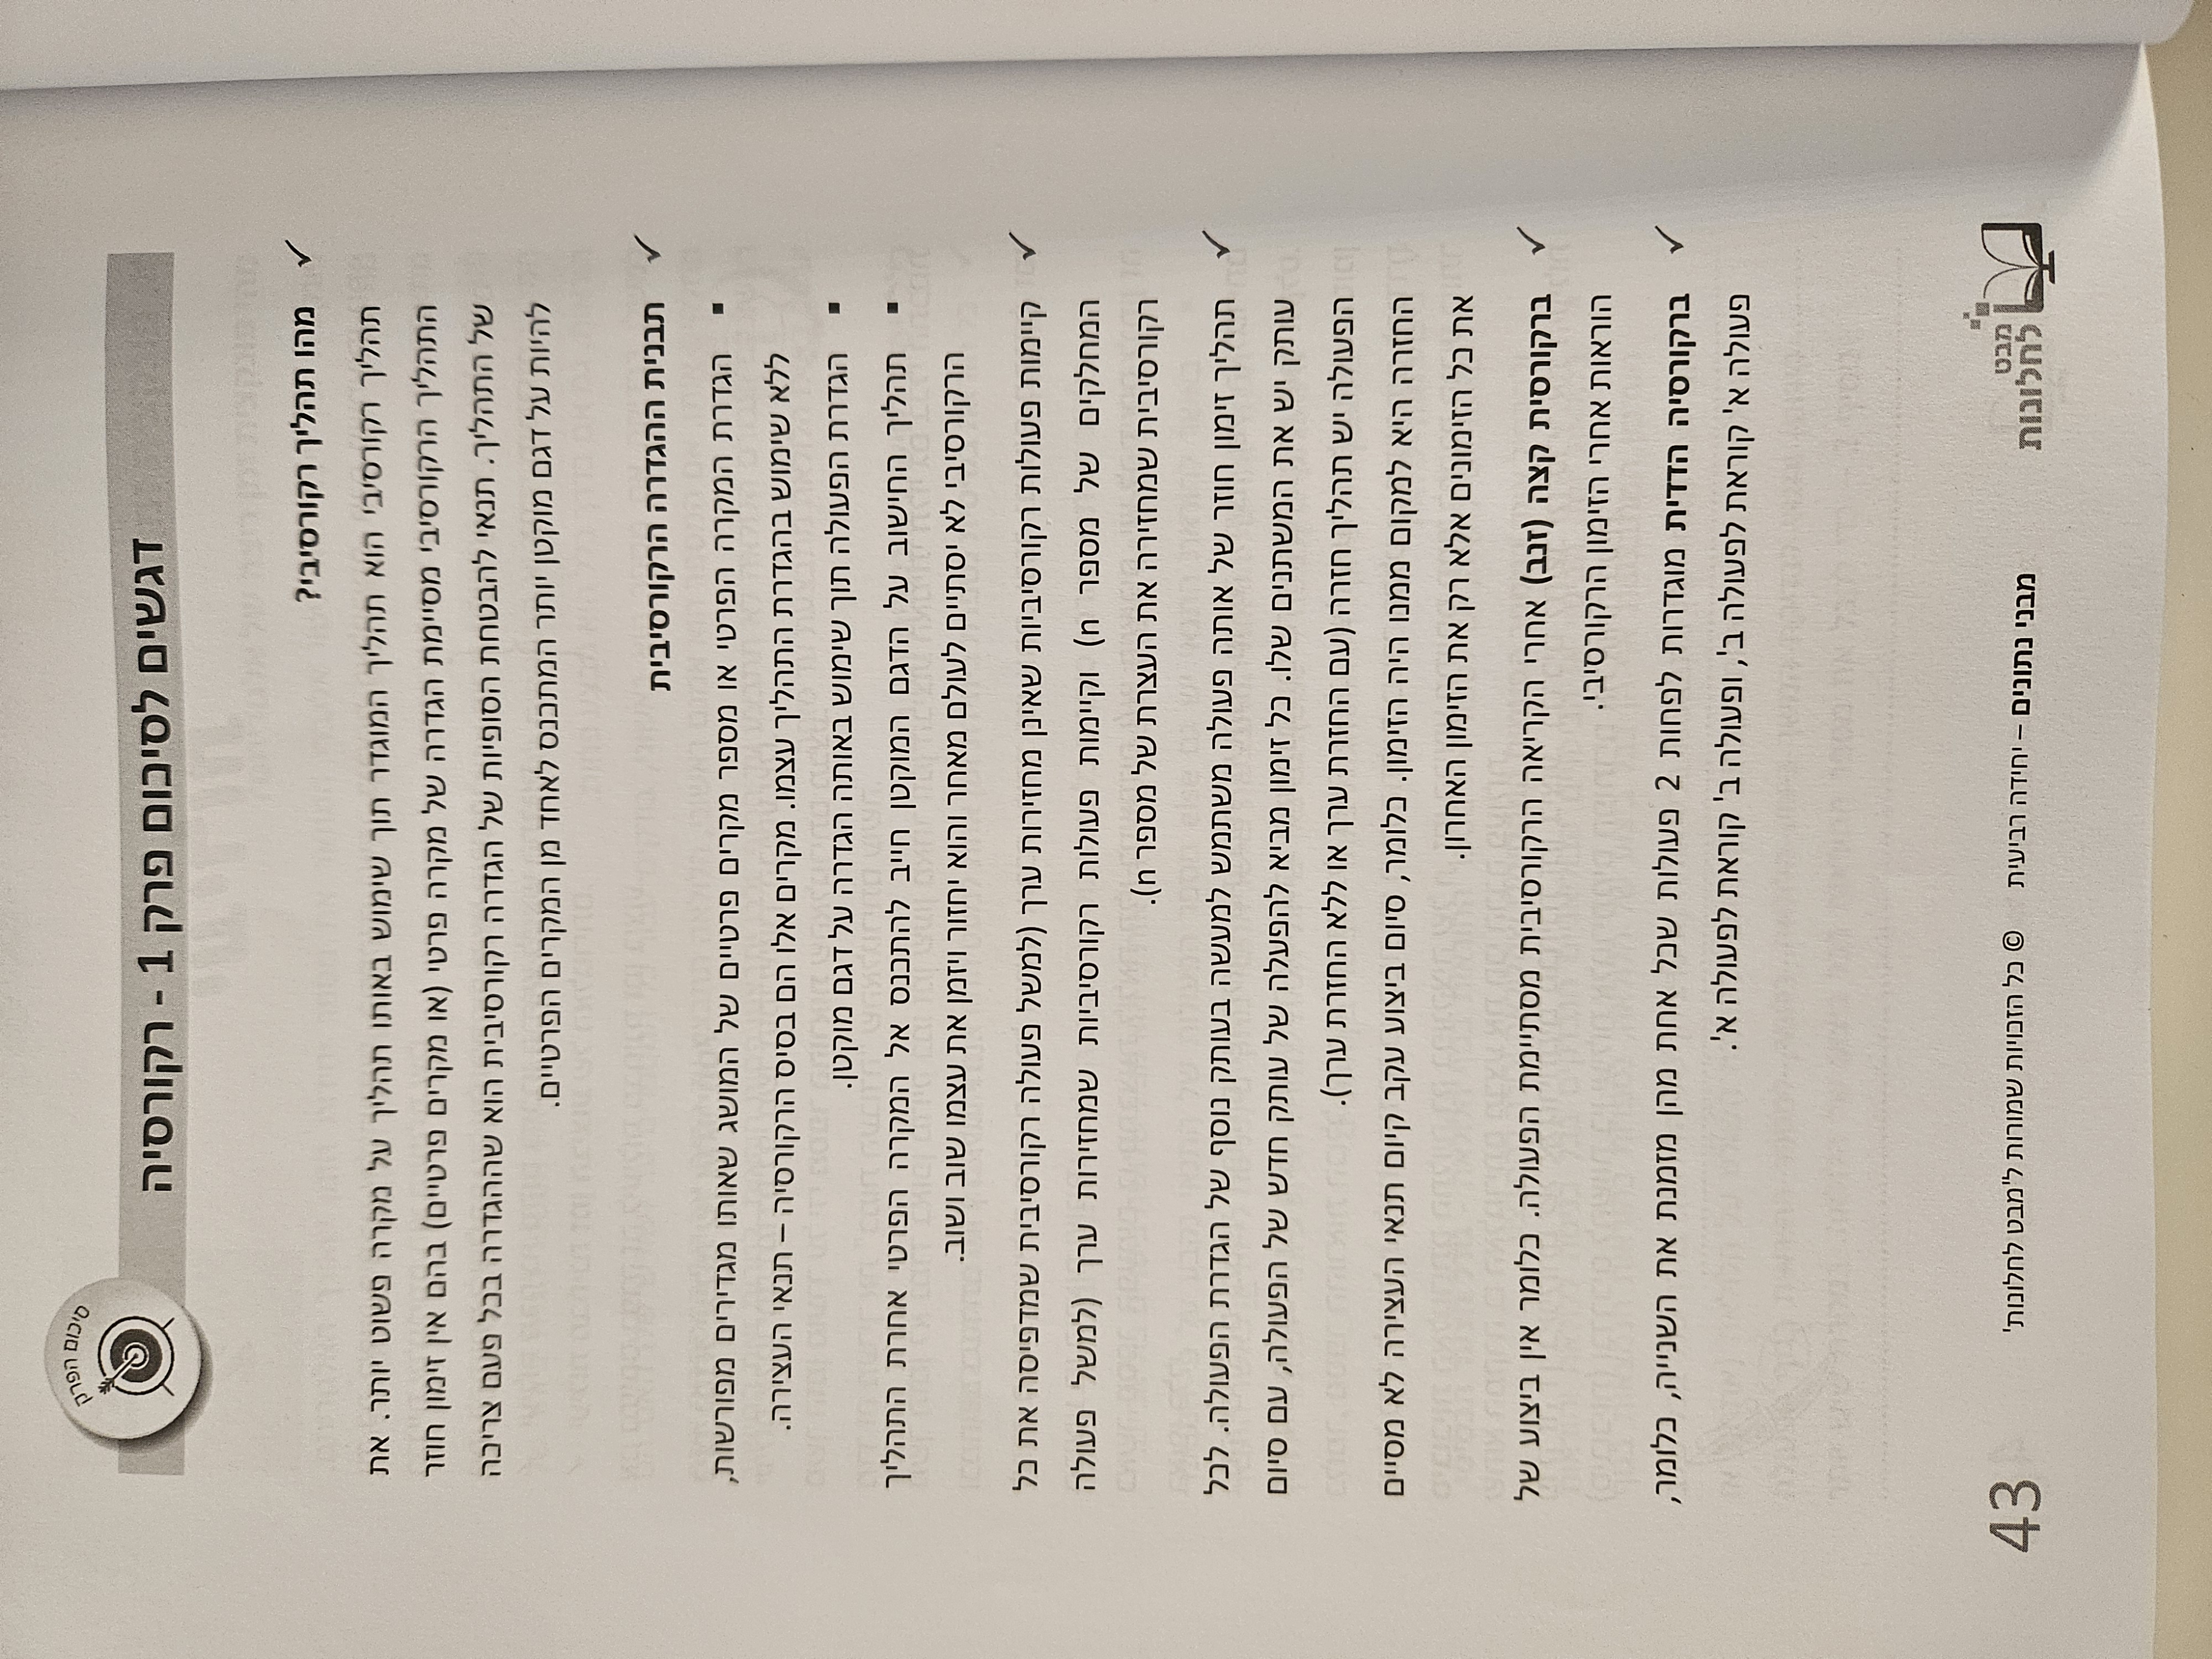 סיכום הפרק
דגשים לסיכום פרק 1 - רקורסיה
✓ מהו תהליך רקורסיבי?
תהליך רקורסיבי הוא תהליך המוגדר תוך שימוש באותו תהליך על מקרה פשוט יותר. את
התהליך הרקורסיבי מסיימת הגדרה של מקרה פרטי (או מקרים פרטיים) בהם אין זימון חוזר
של התהליך. תנאי להבטחת הסופיות של הגדרה רקורסיבית הוא שההגדרה בכל פעם צריכה
להיות על דגם מוקטן יותר המתכנס לאחד מן המקרים הפרטיים.
✓ תבנית ההגדרה הרקורסיבית
▪ הגדרת המקרה הפרטי או מספר מקרים פרטיים של המושג שאותו מגדירים מפורשות,
ללא שימוש בהגדרת התהליך עצמו. מקרים אלו הם בסיס הרקורסיה – תנאי העצירה.
▪ הגדרת הפעולה תוך שימוש באותה הגדרה על דגם מוקטן.
▪ תהליך החישוב על הדגם המוקטן חייב להתכנס אל המקרה הפרטי אחרת התהליך
הרקורסיבי לא יסתיים לעולם מאחר והוא יחזור ויזמן את עצמו שוב ושוב.
✓ קיימות פעולות רקורסיביות שאינן מחזירות ערך (למשל פעולה רקורסיבית שמדפיסה את כל
המחלקים של מספר n) וקיימות פעולות רקורסיביות שמחזירות ערך (למשל פעולה
רקורסיבית שמחזירה את העצרת של מספר n).
✓ תהליך זימון חוזר של אותה פעולה משתמש למעשה בעותק נוסף של הגדרת הפעולה. לכל
עותק יש את המשתנים שלו. כל זימון מביא להפעלה של עותק חדש של הפעולה, עם סיום
הפעולה יש תהליך חזרה (עם החזרת ערך או ללא החזרת ערך).
החזרה היא למקום ממנו היה הזימון. כלומר, סיום ביצוע עקב קיום תנאי העצירה לא מסיים
את כל הזימונים אלא רק את הזימון האחרון.
✓ ברקורסית קצה (זנב) אחרי הקריאה הרקורסיבית מסתיימת הפעולה. כלומר אין ביצוע של
הוראות אחרי הזימון הרקורסיבי.
✓ ברקורסיה הדדית מוגדרות לפחות 2 פעולות שכל אחת מהן מזמנת את השנייה, כלומר,
פעולה א' קוראת לפעולה ב', ופעולה ב' קוראת לפעולה א'.
מבט
לחלונות
מבני נתונים – יחידה רביעית © כל הזכויות שמורות ל'מבט לחלונות'
43